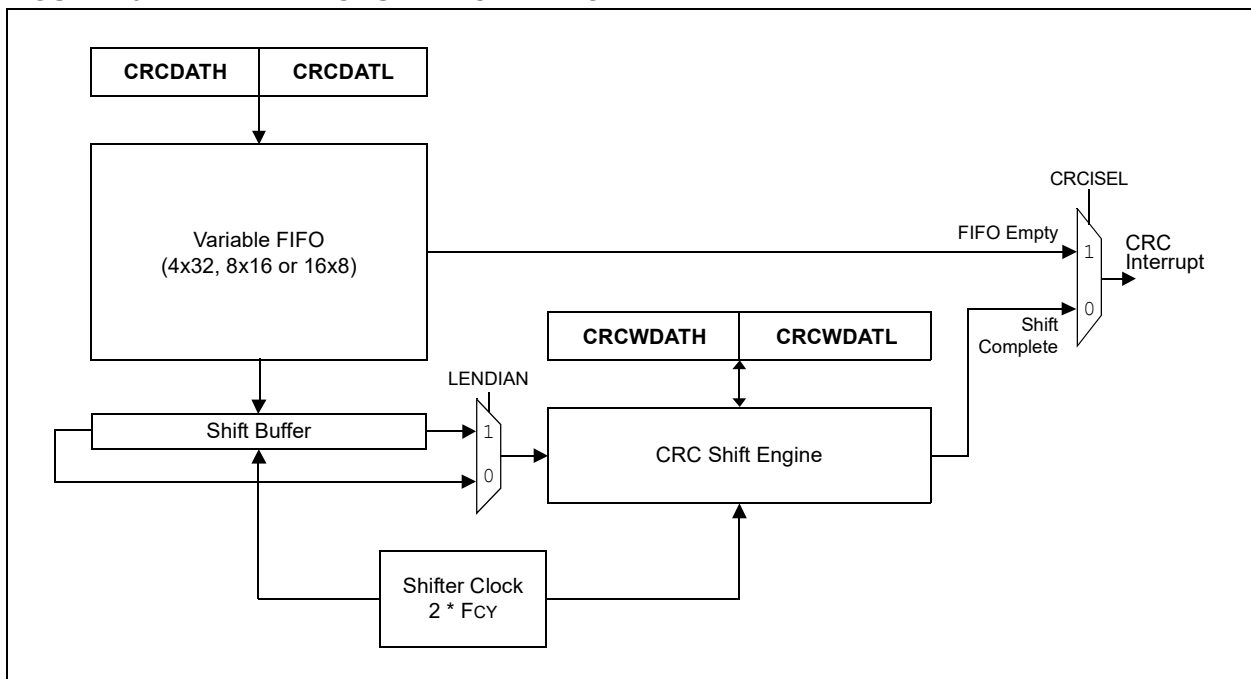 CRCDATH
CRCDATL
Variable FIFO
(4x32, 8x16 or 16x8)
CRCISEL
FIFO Empty
1
CRC
Interrupt
0
Shift
Complete
CRCWDATH
CRCWDATL
LENDIAN
Shift Buffer
1
0
CRC Shift Engine
Shifter Clock
2 * FCY